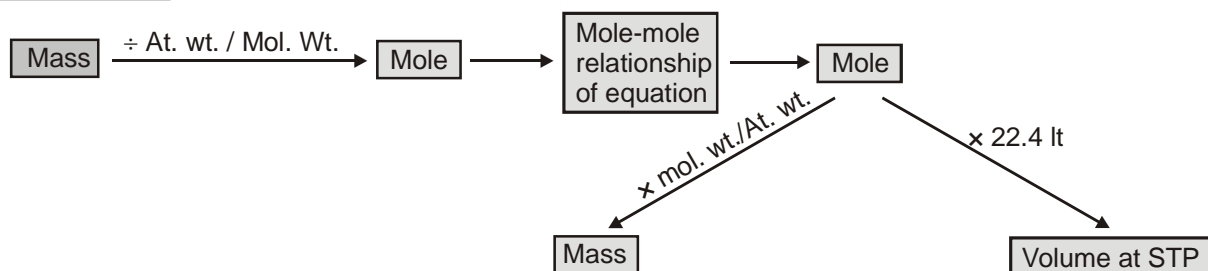 ÷ At. wt. / Mol. Wt.
Mass
Mole
Mole-mole
relationship
of equation
Mole
× mol. wt./At. wt.
× 22.4 lt
Mass
Volume at STP